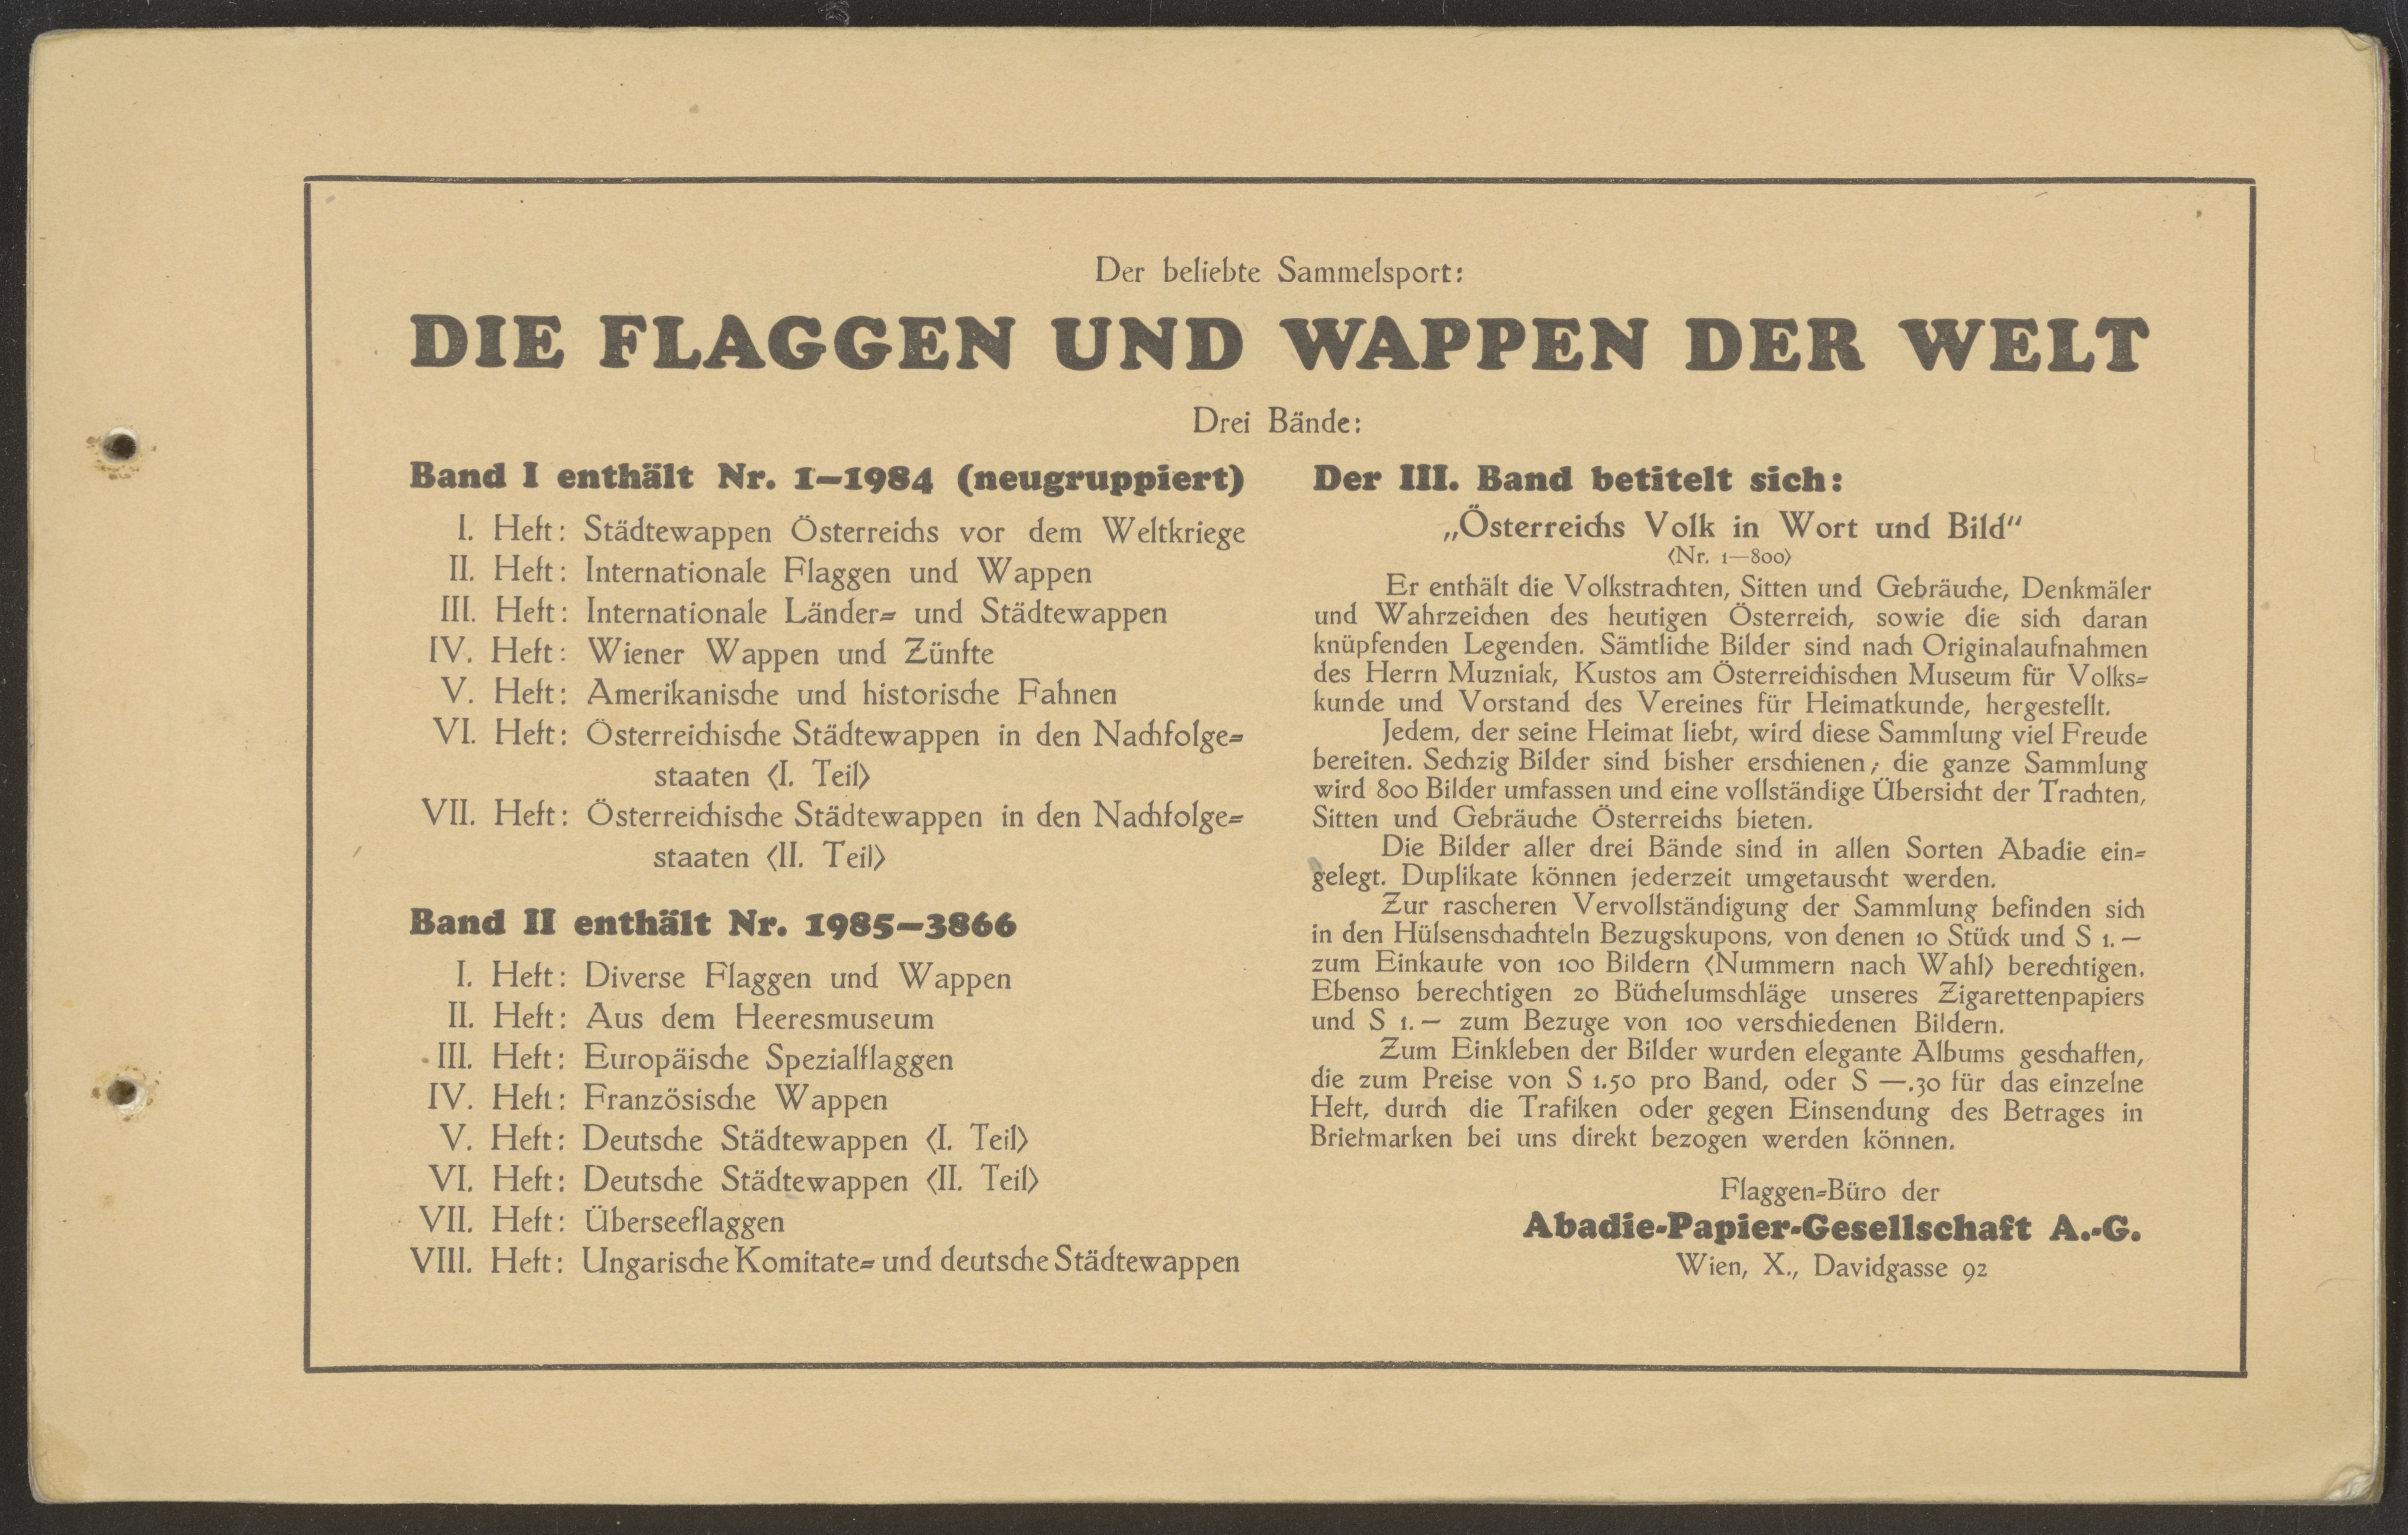 Der beliebte Sammelsport:
DIE FLAGGEN UND WAPPEN DER WELT
Drei Bände:
Band I enthält Nr. 1–1984 (neugruppiert)
I. Heft: Städtewappen Österreichs vor dem Weltkriege
II. Heft: Internationale Flaggen und Wappen
III. Heft: Internationale Länder= und Städtewappen
IV. Heft: Wiener Wappen und Zünfte
V. Heft: Amerikanische und historische Fahnen
VI. Heft: Österreichische Städtewappen in den Nachfolge=
staaten ⟨I. Teil⟩
VII. Heft: Österreichische Städtewappen in den Nachfolge=
staaten ⟨II. Teil⟩
Band II enthält Nr. 1985–3866
I. Heft: Diverse Flaggen und Wappen
II. Heft: Aus dem Heeresmuseum
III. Heft: Europäische Spezialflaggen
IV. Heft: Französische Wappen
V. Heft: Deutsche Städtewappen ⟨I. Teil⟩
VI. Heft: Deutsche Städtewappen ⟨II. Teil⟩
VII. Heft: Überseeflaggen
VIII. Heft: Ungarische Komitate= und deutsche Städtewappen
Der III. Band betitelt sich:
„Österreichs Volk in Wort und Bild“
⟨Nr. 1—800⟩
Er enthält die Volkstrachten, Sitten und Gebräuche, Denkmäler
und Wahrzeichen des heutigen Österreich, sowie die sich daran
knüpfenden Legenden. Sämtliche Bilder sind nach Originalaufnahmen
des Herrn Muzniak, Kustos am Österreichischen Museum für Volks=
kunde und Vorstand des Vereines für Heimatkunde, hergestellt.
Jedem, der seine Heimat liebt, wird diese Sammlung viel Freude
bereiten. Sechzig Bilder sind bisher erschienen; die ganze Sammlung
wird 800 Bilder umfassen und eine vollständige Übersicht der Trachten,
Sitten und Gebräuche Österreichs bieten.
Die Bilder aller drei Bände sind in allen Sorten Abadie ein=
gelegt. Duplikate können jederzeit umgetauscht werden.
Zur rascheren Vervollständigung der Sammlung befinden sich
in den Hülsenschachteln Bezugskupons, von denen 10 Stück und S 1.—
zum Einkaufe von 100 Bildern ⟨Nummern nach Wahl⟩ berechtigen.
Ebenso berechtigen 20 Büchelumschläge unseres Zigarettenpapiers
und S 1.— zum Bezuge von 100 verschiedenen Bildern.
Zum Einkleben der Bilder wurden elegante Albums geschaffen,
die zum Preise von S 1.50 pro Band, oder S —.30 für das einzelne
Heft, durch die Trafiken oder gegen Einsendung des Betrages in
Briefmarken bei uns direkt bezogen werden können.
Flaggen=Büro der
Abadie-Papier-Gesellschaft A.-G.
Wien, X., Davidgasse 92